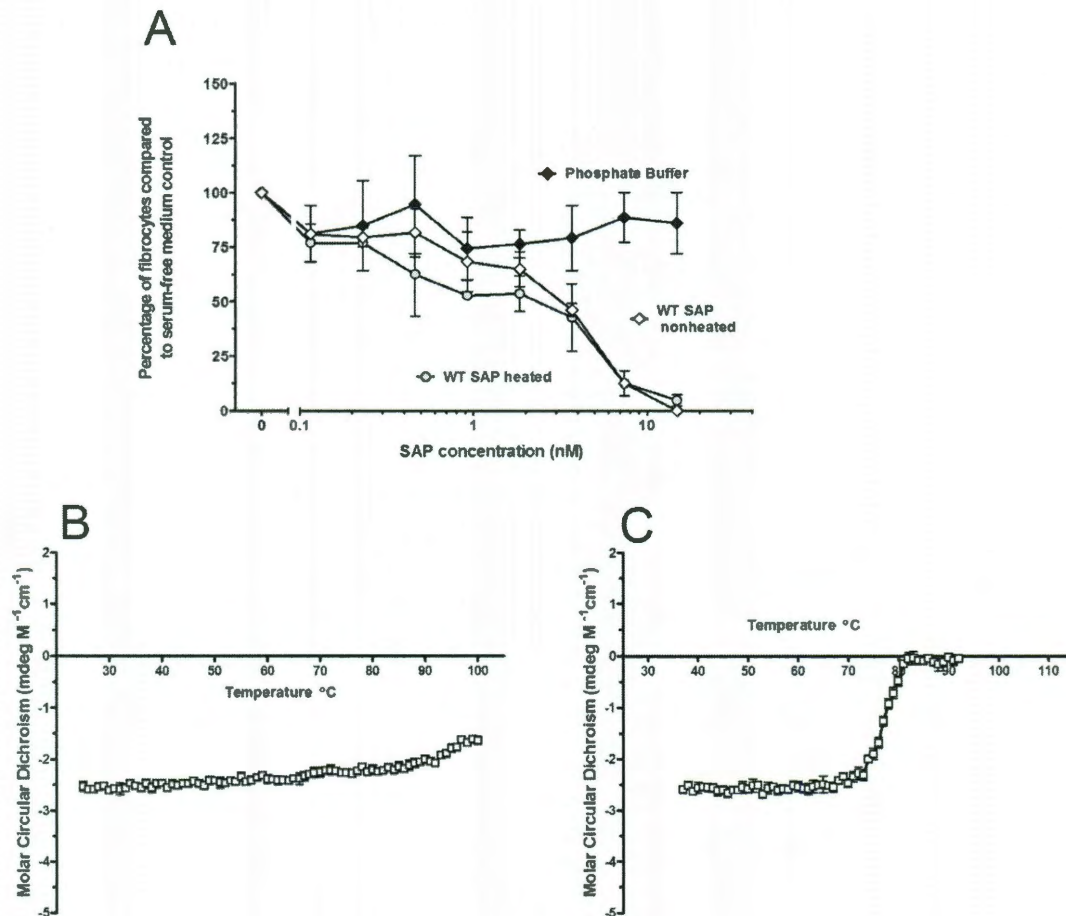 A
Percentage of fibrocytes compared
to serum-free medium control
150
125
100
75
50
25
0
Phosphate Buffer
WT SAP
nonheated
WT SAP heated
0 0.1 1 10
SAP concentration (nM)
B
Molar Circular Dichroism (mdeg M⁻¹cm⁻¹)
2
1
0
-1
-2
-3
-4
-5
30 40 50 60 70 80 90 100
Temperature °C
C
Molar Circular Dichroism (mdeg M⁻¹cm⁻¹)
2
1
0
-1
-2
-3
-4
-5
Temperature °C
30 40 50 60 70 80 90 100 110